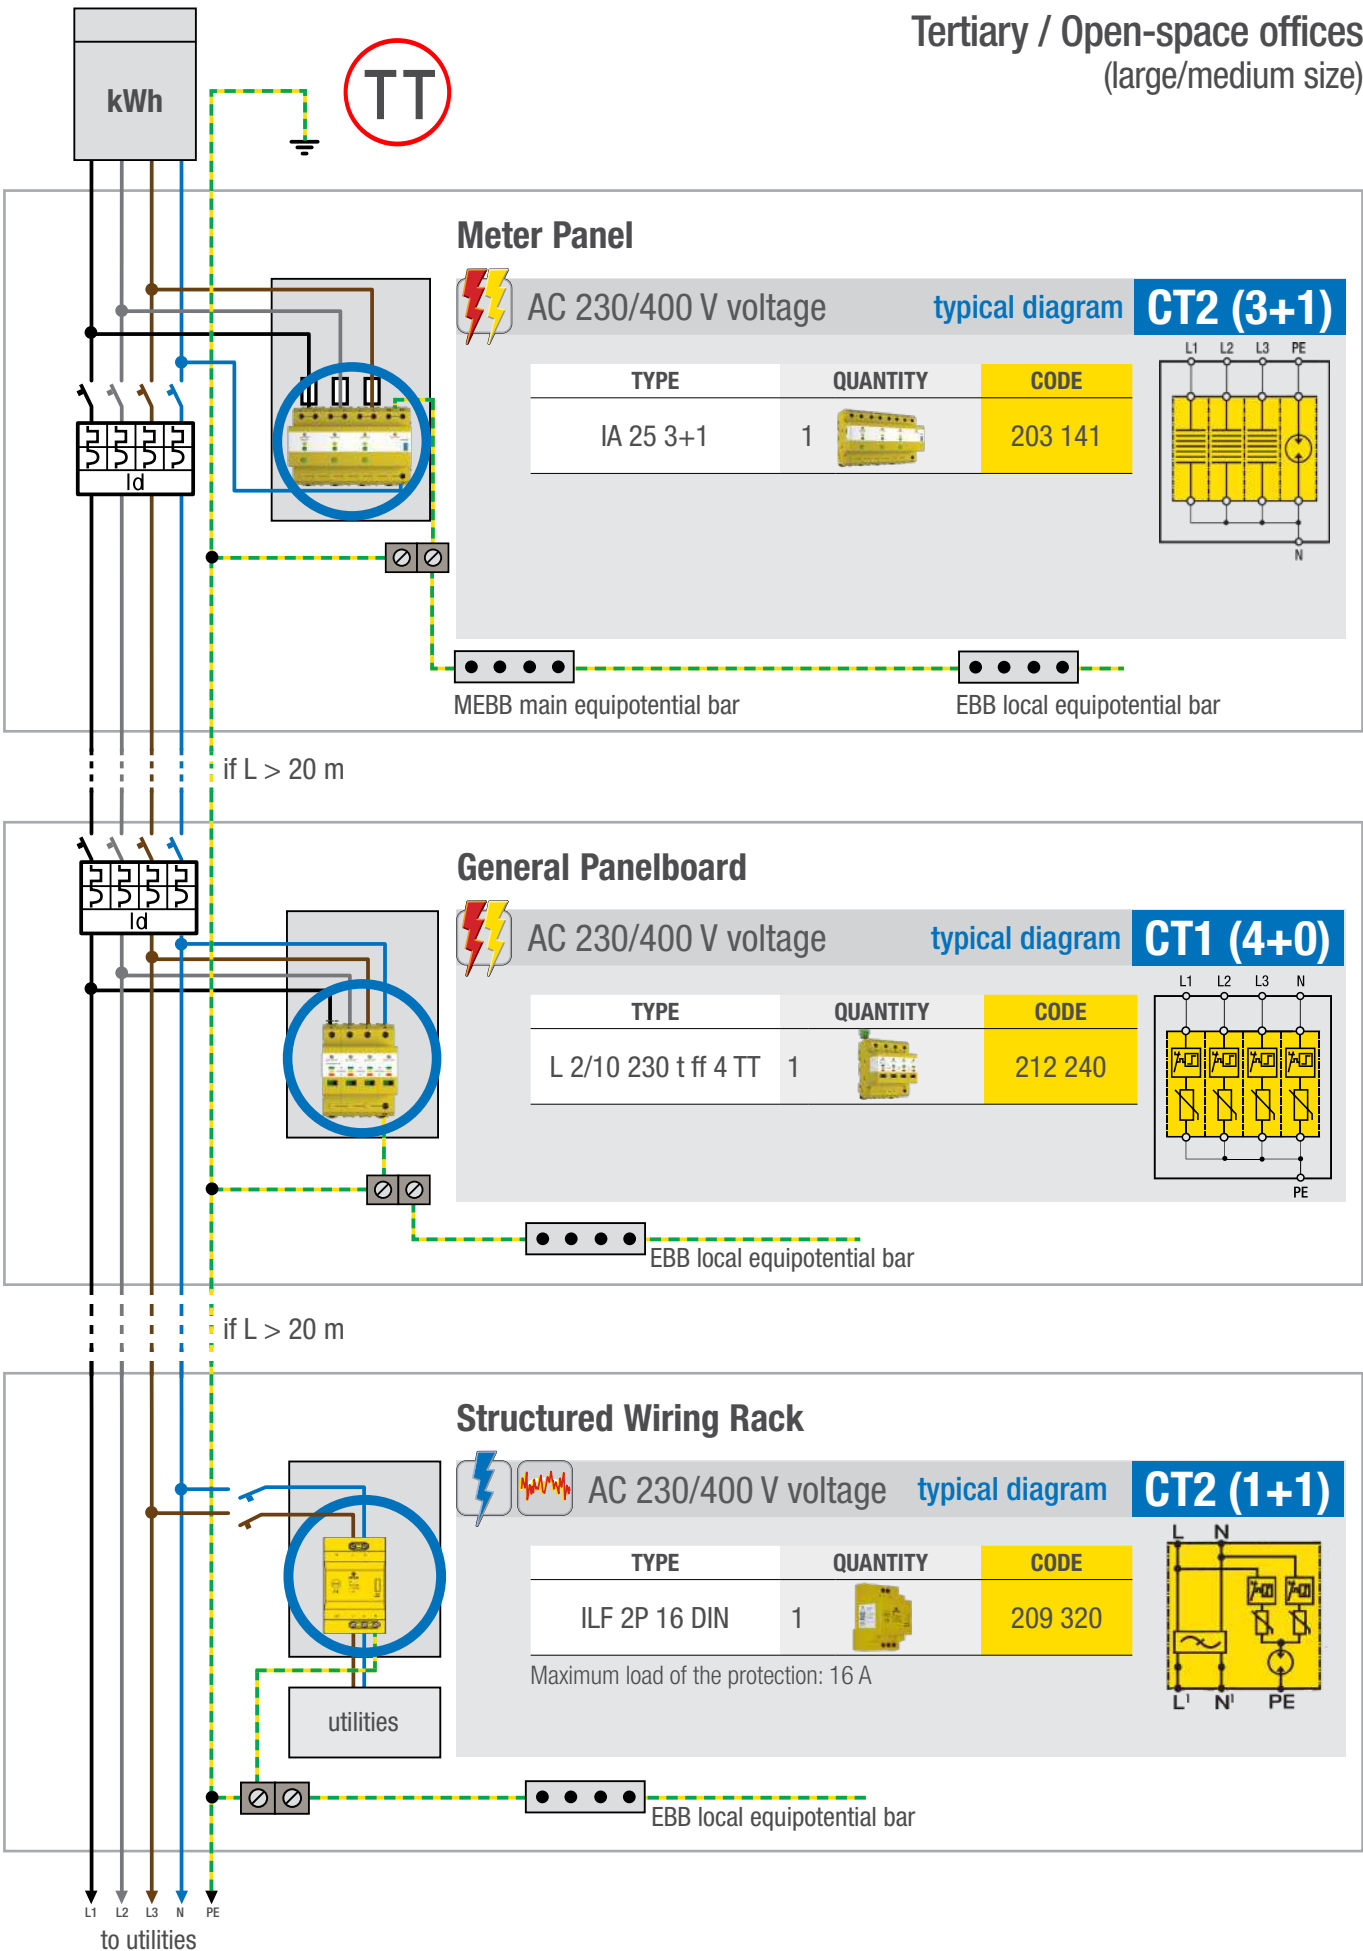 Tertiary / Open-space offices
(large/medium size)
kWh
TT
Meter Panel
AC 230/400 V voltage typical diagram CT2 (3+1)
L1 L2 L3 PE
TYPE QUANTITY CODE
IA 25 3+1 1 203 141
Id
N
MEBB main equipotential bar EBB local equipotential bar
if L > 20 m
General Panelboard
Id
AC 230/400 V voltage typical diagram CT1 (4+0)
L1 L2 L3 N
TYPE QUANTITY CODE
L 2/10 230 t ff 4 TT 1 212 240
PE
EBB local equipotential bar
if L > 20 m
Structured Wiring Rack
AC 230/400 V voltage typical diagram CT2 (1+1)
L N
TYPE QUANTITY CODE
ILF 2P 16 DIN 1 209 320
Maximum load of the protection: 16 A
L' N' PE
utilities
EBB local equipotential bar
L1 L2 L3 N PE
to utilities